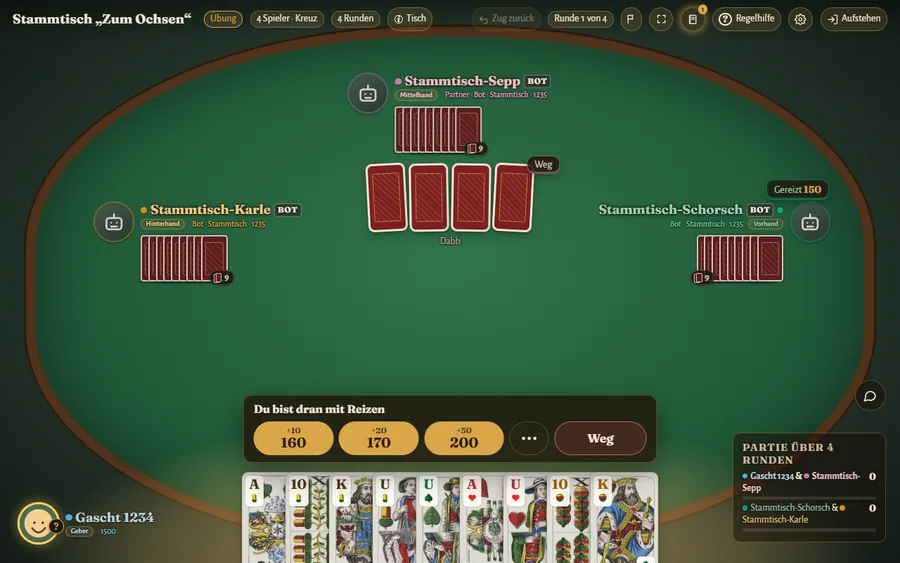 Stammtisch „Zum Ochsen“ Übung 4 Spieler · Kreuz 4 Runden Tisch Zug zurück Runde 1 von 4 1 Regelhilfe Aufstehen
Stammtisch-Sepp BOT
Mittelhand Partner · Bot · Stammtisch · 1235
9
Weg
Dabb
Gereizt 150
Stammtisch-Karle BOT
Hinterhand Bot · Stammtisch · 1235
9
Stammtisch-Schorsch BOT
Bot · Stammtisch · 1235 Vorhand
9
Du bist dran mit Reizen
+10 +20 +50
160 170 200 ••• Weg
A 10 K U U A U 10 K
PARTIE ÜBER 4
RUNDEN
Gascht 1234 & Stammtisch-
Sepp 0
Stammtisch-Schorsch &
Stammtisch-Karle 0
? Gascht 1234
Geber 1500